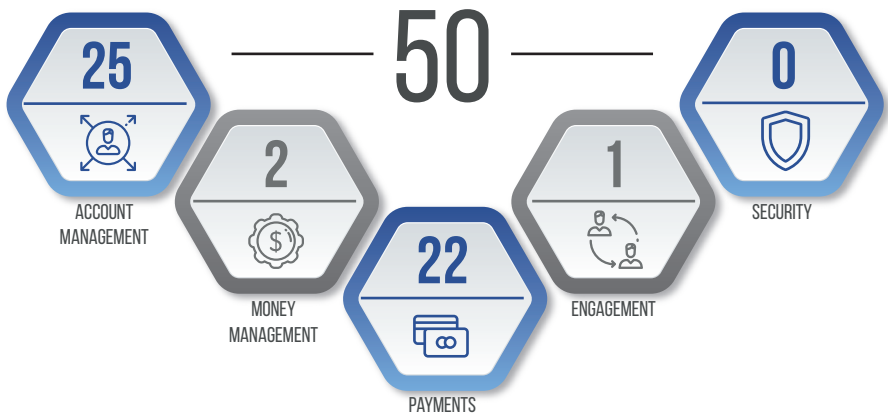 50
25
ACCOUNT
MANAGEMENT
2
$
MONEY
MANAGEMENT
22
PAYMENTS
1
ENGAGEMENT
0
SECURITY